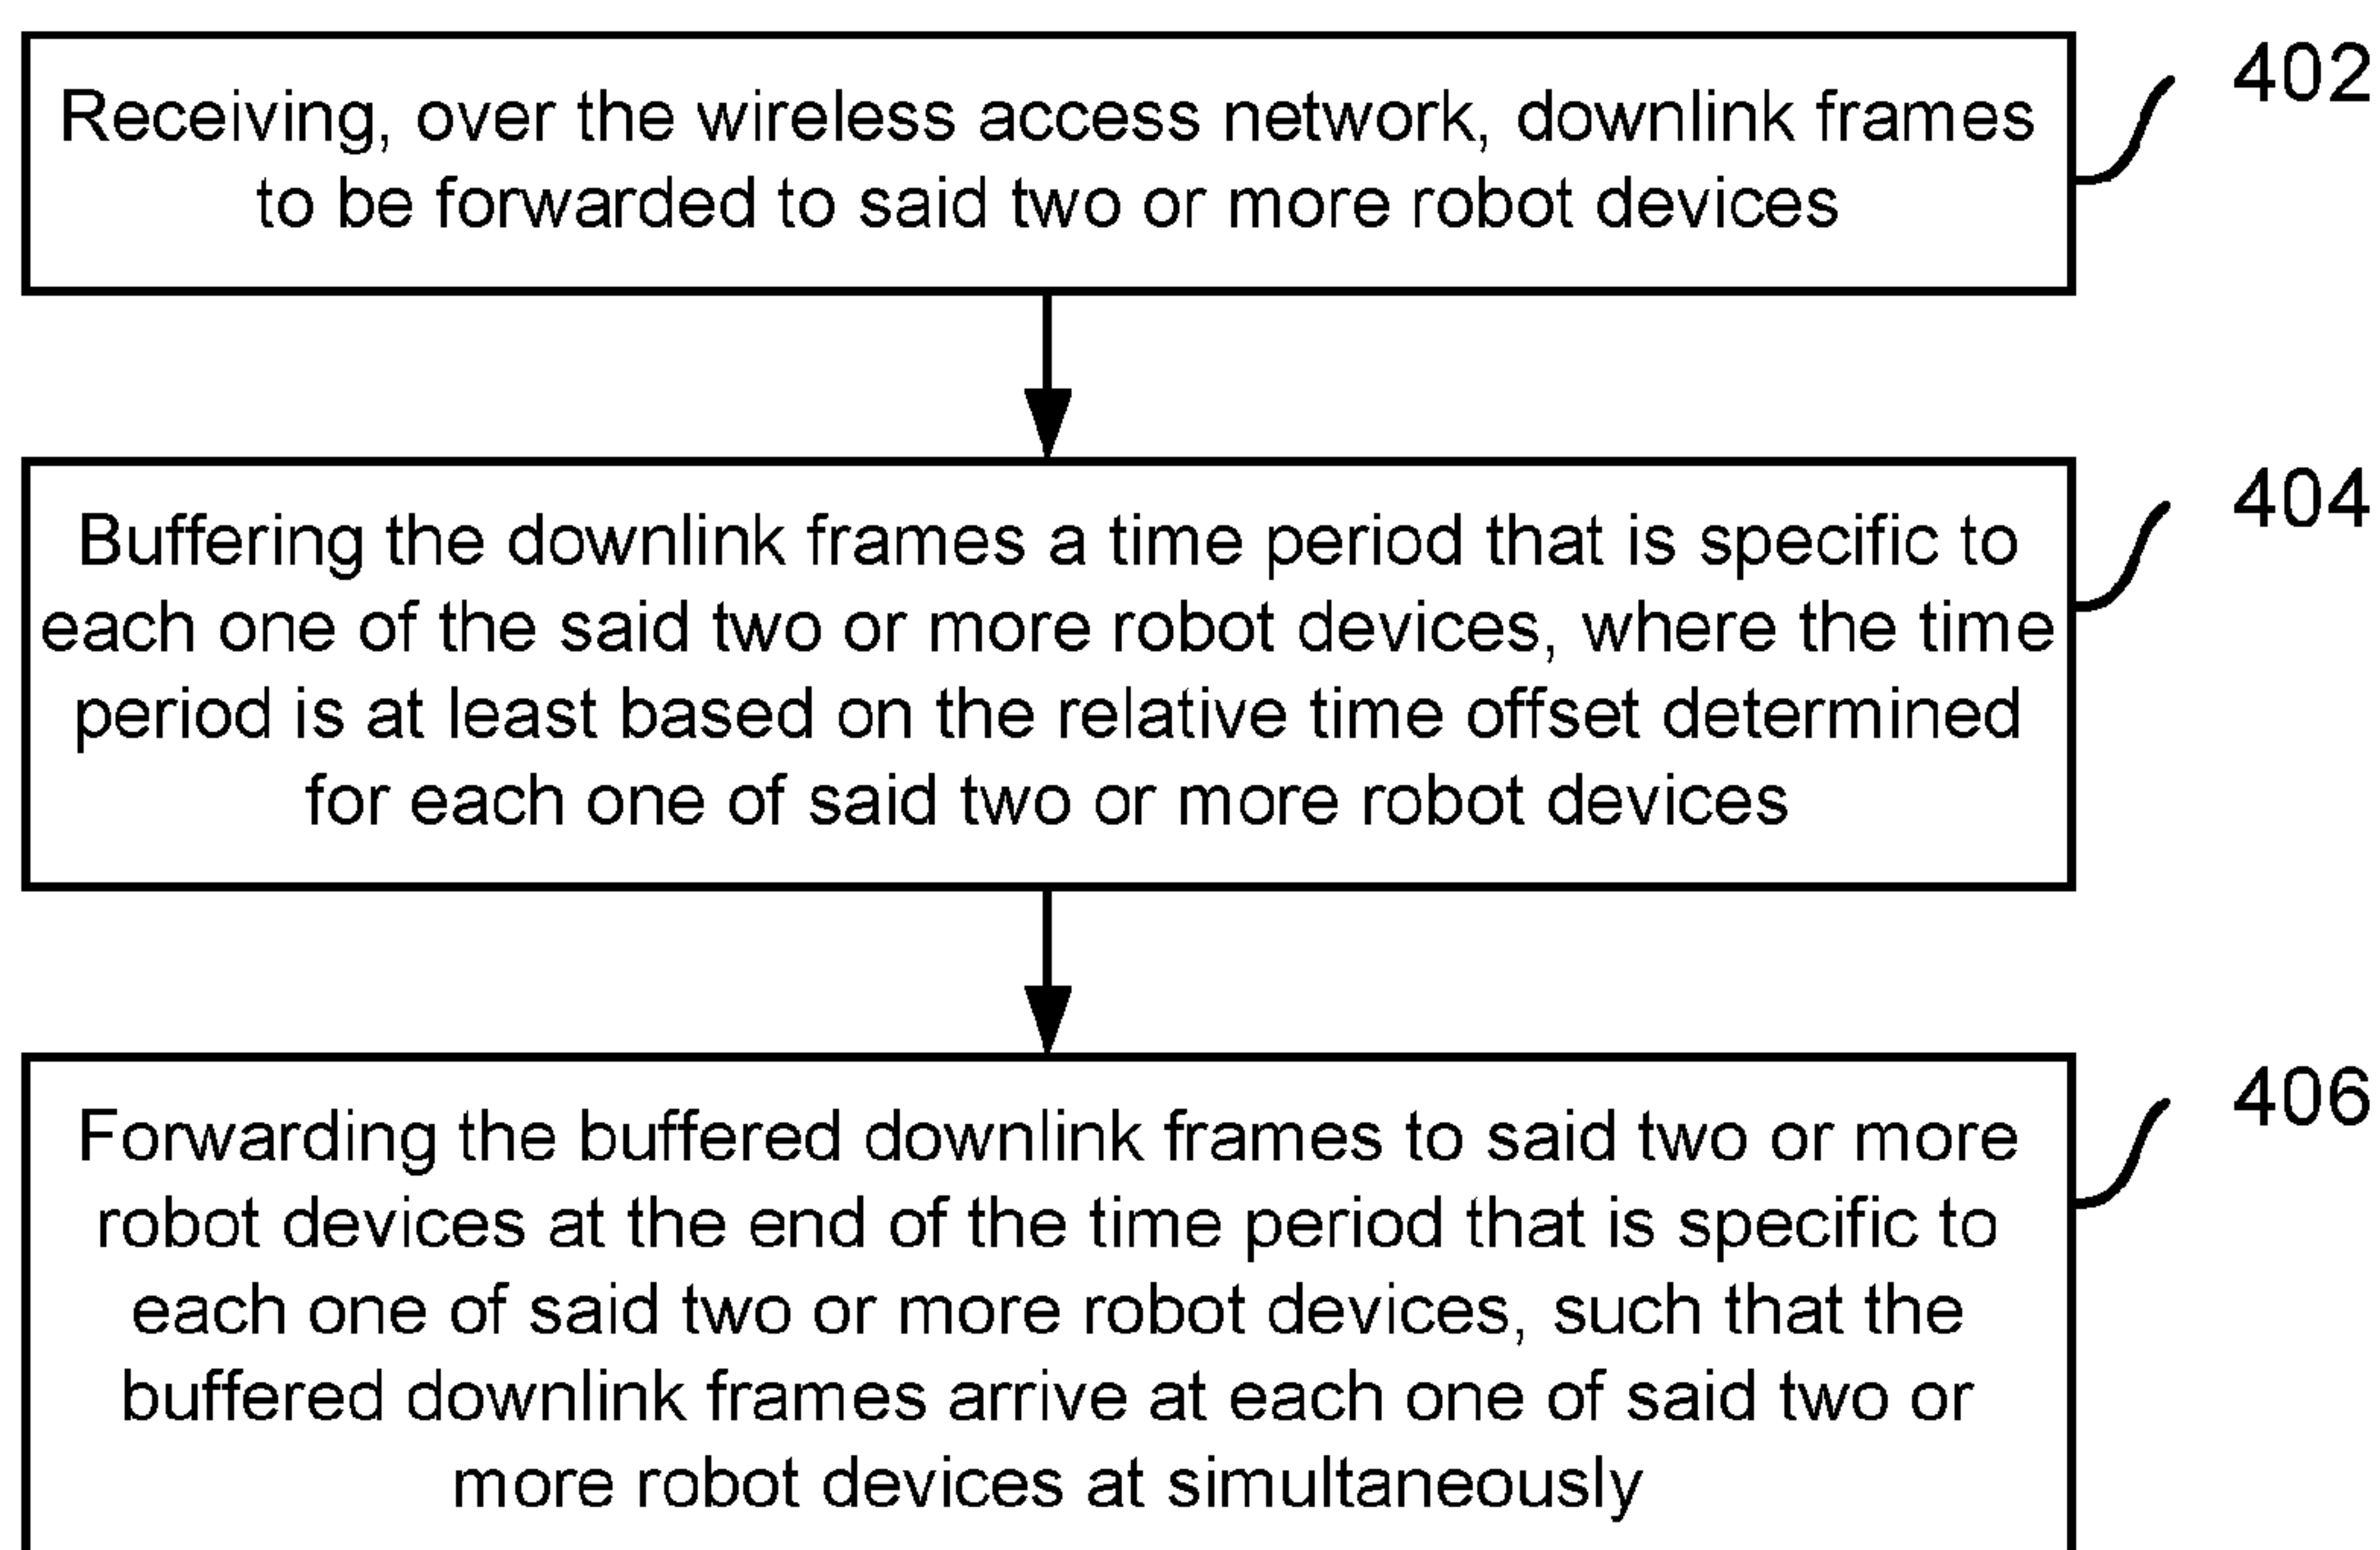 Receiving, over the wireless access network, downlink frames
to be forwarded to said two or more robot devices
402
Buffering the downlink frames a time period that is specific to
each one of the said two or more robot devices, where the time
period is at least based on the relative time offset determined
for each one of said two or more robot devices
404
Forwarding the buffered downlink frames to said two or more
robot devices at the end of the time period that is specific to
each one of said two or more robot devices, such that the
buffered downlink frames arrive at each one of said two or
more robot devices at simultaneously
406